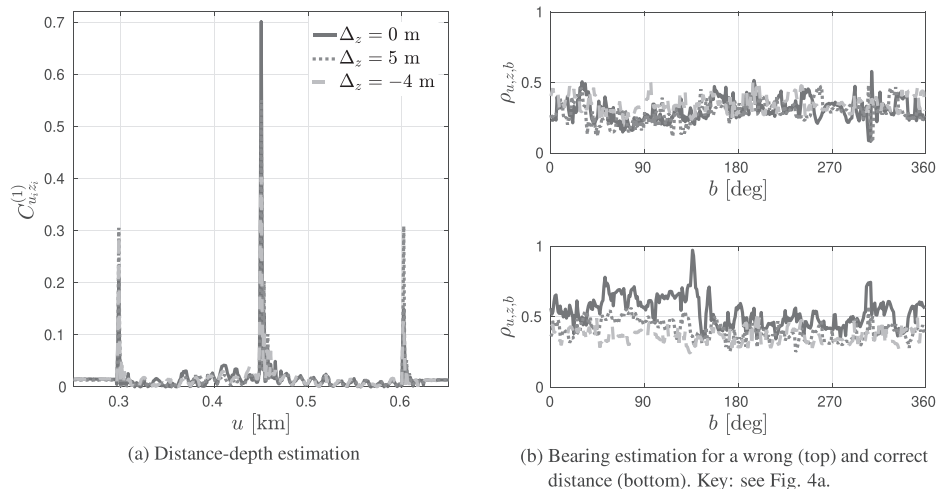 0.7
0.6
0.5
0.4
0.3
0.2
0.1
0
C^{(1)}_{u_i z_i}
Δ_z = 0 m
Δ_z = 5 m
Δ_z = −4 m
0.3 0.4 0.5 0.6
u [km]
(a) Distance-depth estimation
1
0.5
0
ρ_{u,z,b}
0 90 180 270 360
b [deg]
1
0.5
0
ρ_{u,z,b}
0 90 180 270 360
b [deg]
(b) Bearing estimation for a wrong (top) and correct
distance (bottom). Key: see Fig. 4a.